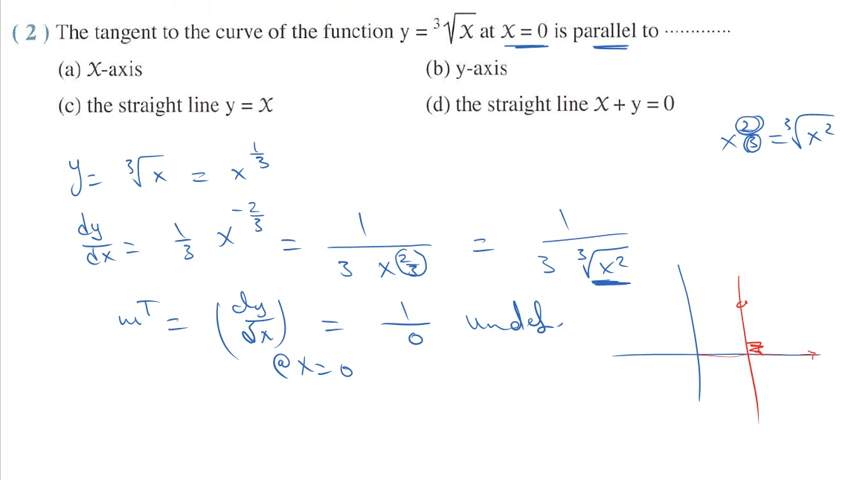 ( 2 ) The tangent to the curve of the function y = ³√x at x = 0 is parallel to ·············
(a) X-axis
(b) y-axis
(c) the straight line y = X
(d) the straight line X + y = 0
x^(2/3) = ³√x²
y = ³√x = x^(1/3)
dy/dx = 1/3 x^(-2/3) = 1/(3 x^(2/3)) = 1/(3 ³√x²)
mT = (dy/dx) = 1/0 undef.
@x=0